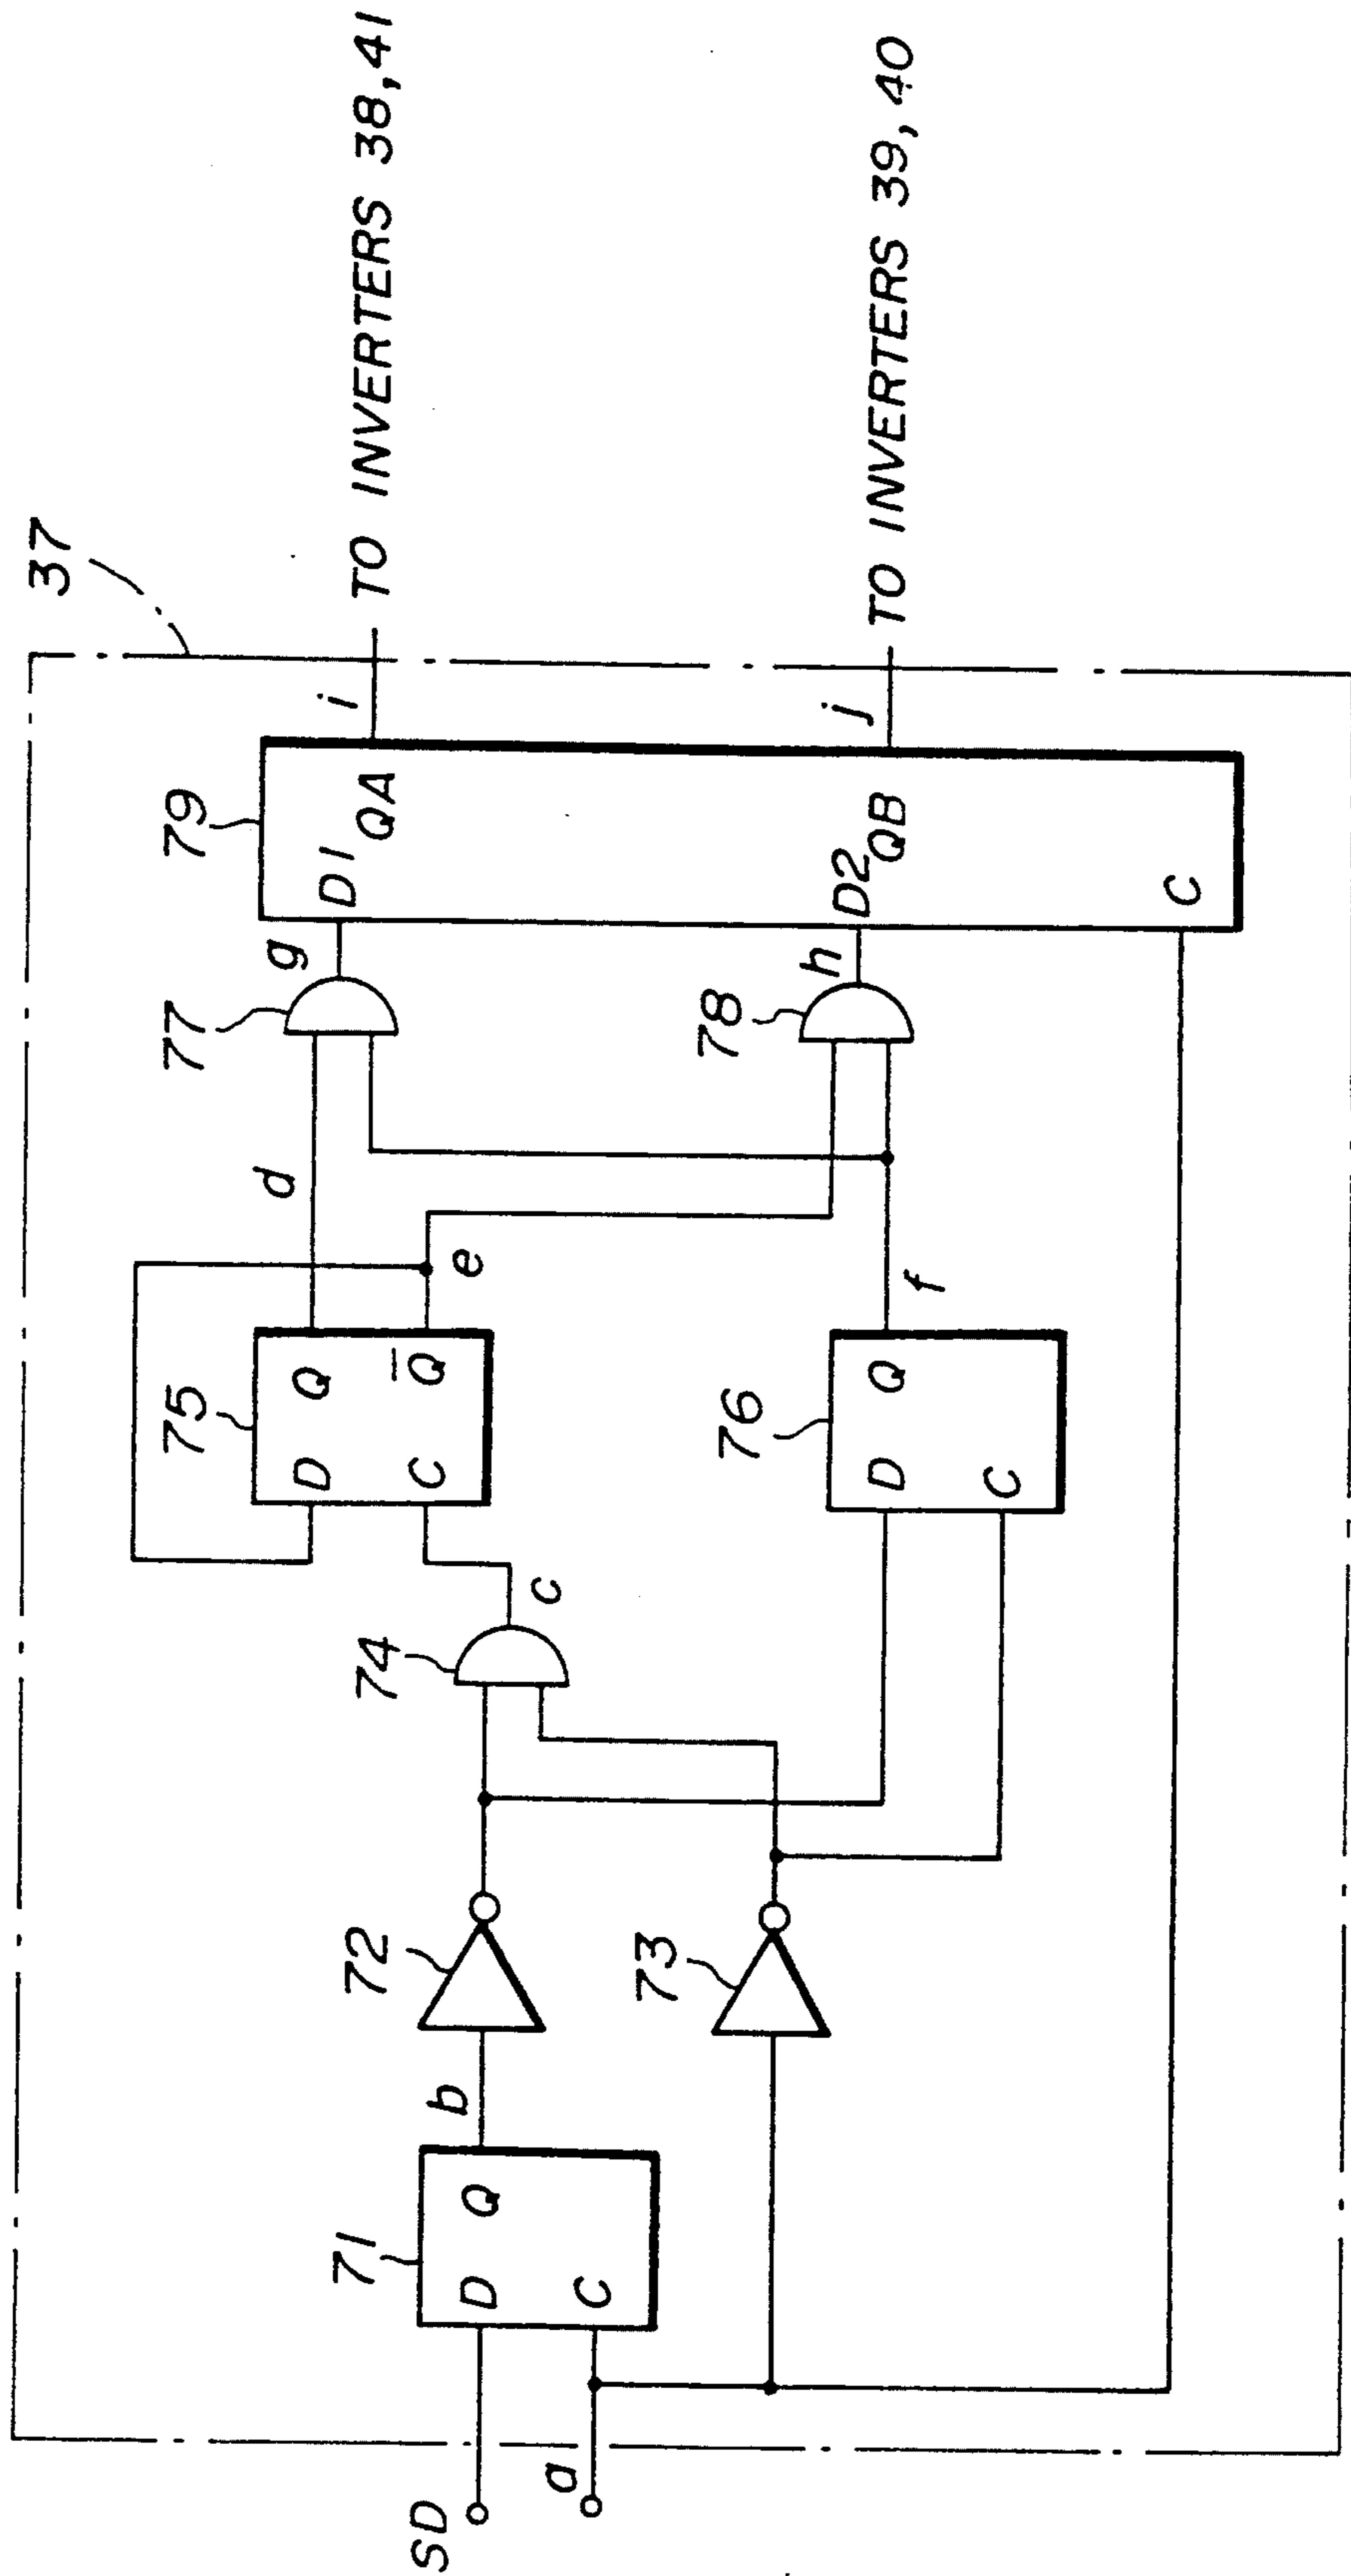 37
79
D1
QA
i
TO INVERTERS 38, 41
77
g
d
75
D
Q
C
Q̅
e
74
c
72
71
D
Q
b
SD
C
a
73
76
D
Q
C
f
78
h
D2
QB
j
TO INVERTERS 39, 40
C